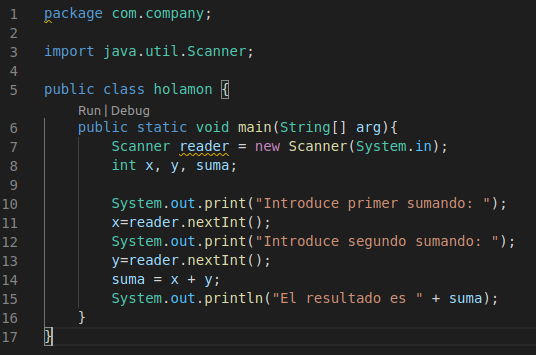 1 package com.company;
2
3 import java.util.Scanner;
4
5 public class holamon {
Run | Debug
6 public static void main(String[] arg){
7 Scanner reader = new Scanner(System.in);
8 int x, y, suma;
9
10 System.out.print("Introduce primer sumando: ");
11 x=reader.nextInt();
12 System.out.print("Introduce segundo sumando: ");
13 y=reader.nextInt();
14 suma = x + y;
15 System.out.println("El resultado es " + suma);
16 }
17 }